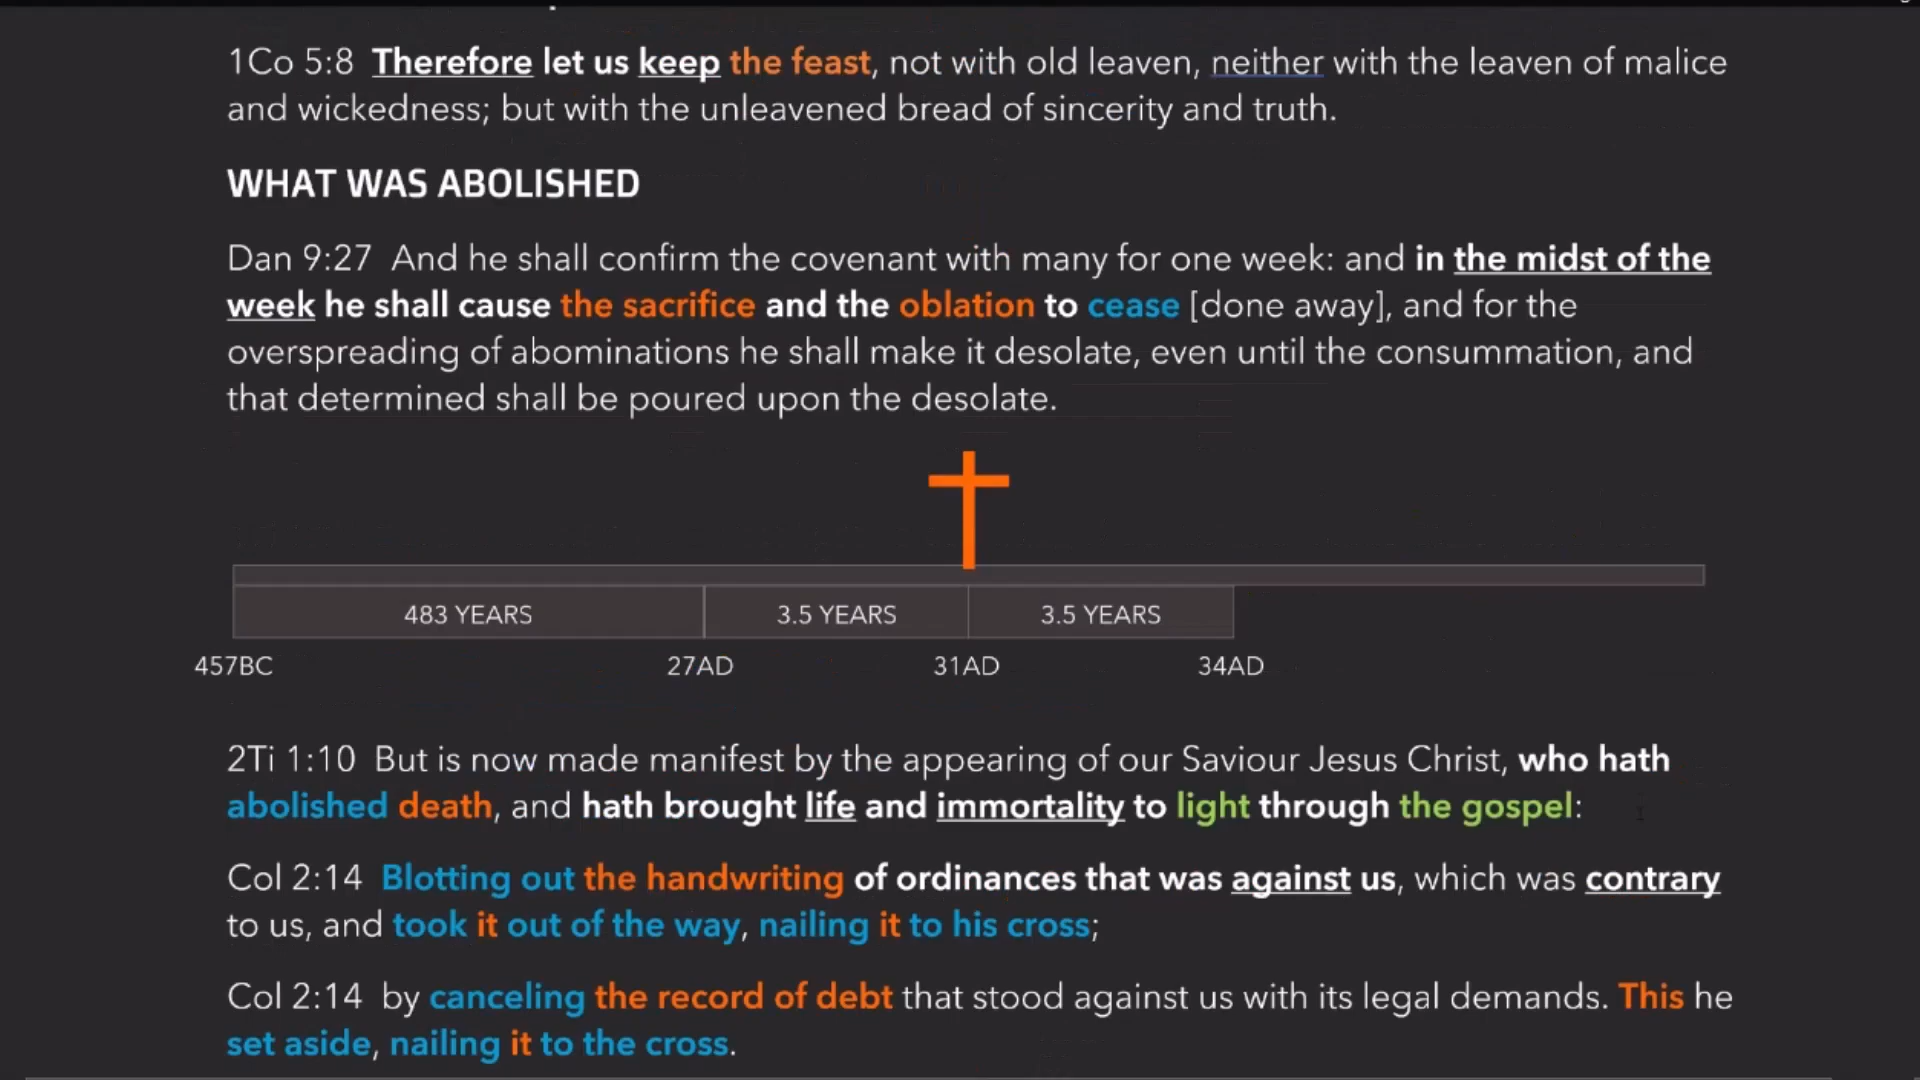 1Co 5:8 Therefore let us keep the feast, not with old leaven, neither with the leaven of malice
and wickedness; but with the unleavened bread of sincerity and truth.
WHAT WAS ABOLISHED
Dan 9:27 And he shall confirm the covenant with many for one week: and in the midst of the
week he shall cause the sacrifice and the oblation to cease [done away], and for the
overspreading of abominations he shall make it desolate, even until the consummation, and
that determined shall be poured upon the desolate.
483 YEARS 3.5 YEARS 3.5 YEARS
457BC 27AD 31AD 34AD
2Ti 1:10 But is now made manifest by the appearing of our Saviour Jesus Christ, who hath
abolished death, and hath brought life and immortality to light through the gospel:
Col 2:14 Blotting out the handwriting of ordinances that was against us, which was contrary
to us, and took it out of the way, nailing it to his cross;
Col 2:14 by canceling the record of debt that stood against us with its legal demands. This he
set aside, nailing it to the cross.